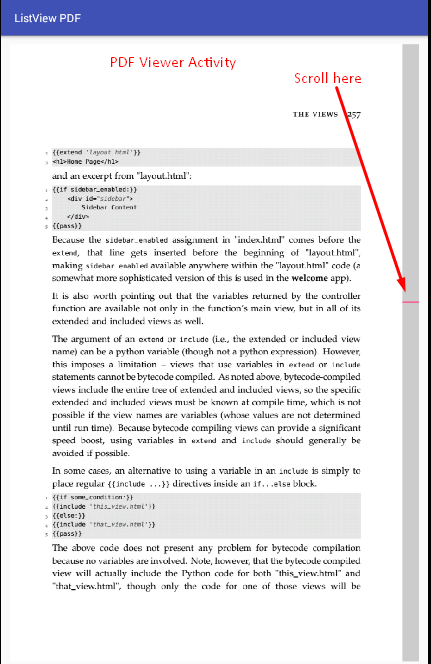 ListView PDF
PDF Viewer Activity
Scroll here
THE VIEWS 257
1 {{extend 'layout.html'}}
2 <h1>Home Page</h1>
and an excerpt from "layout.html":
1 {{if sidebar_enabled:}}
2 <div id="sidebar">
3 Sidebar Content
4 </div>
5 {{pass}}
Because the sidebar_enabled assignment in "index.html" comes before the
extend, that line gets inserted before the beginning of "layout.html",
making sidebar_enabled available anywhere within the "layout.html" code (a
somewhat more sophisticated version of this is used in the welcome app).
It is also worth pointing out that the variables returned by the controller
function are available not only in the function's main view, but in all of its
extended and included views as well.
The argument of an extend or include (i.e., the extended or included view
name) can be a python variable (though not a python expression). However,
this imposes a limitation – views that use variables in extend or include
statements cannot be bytecode compiled. As noted above, bytecode-compiled
views include the entire tree of extended and included views, so the specific
extended and included views must be known at compile time, which is not
possible if the view names are variables (whose values are not determined
until run time). Because bytecode compiling views can provide a significant
speed boost, using variables in extend and include should generally be
avoided if possible.
In some cases, an alternative to using a variable in an include is simply to
place regular {{include ...}} directives inside an if...else block.
1 {{if some_condition:}}
2 {{include 'this_view.html'}}
3 {{else:}}
4 {{include 'that_view.html'}}
5 {{pass}}
The above code does not present any problem for bytecode compilation
because no variables are involved. Note, however, that the bytecode compiled
view will actually include the Python code for both "this_view.html" and
"that_view.html", though only the code for one of those views will be